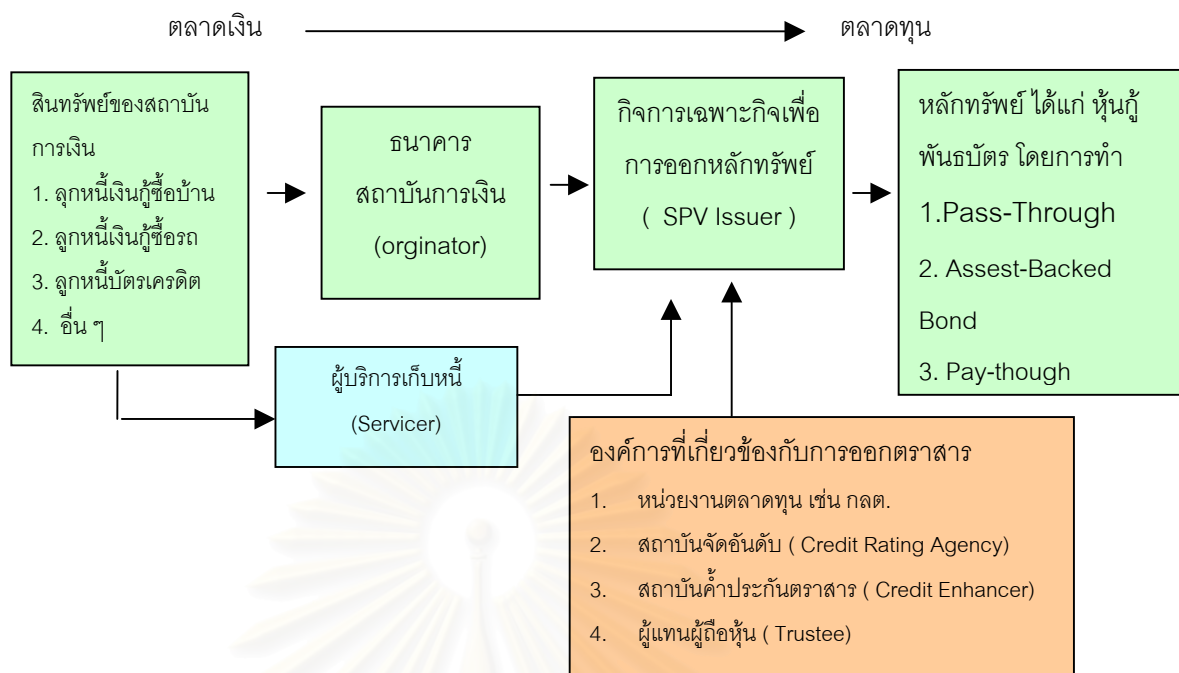 ตลาดเงิน
ตลาดทุน
สินทรัพย์ของสถาบัน
การเงิน
1. ลูกหนี้เงินกู้ซื้อบ้าน
2. ลูกหนี้เงินกู้ซื้อรถ
3. ลูกหนี้บัตรเครดิต
4. อื่น ๆ
ธนาคาร
สถาบันการเงิน
(orginator)
กิจการเฉพาะกิจเพื่อ
การออกหลักทรัพย์
( SPV Issuer )
หลักทรัพย์ ได้แก่ หุ้นกู้
พันธบัตร โดยการทำ
1.Pass-Through
2. Assest-Backed
Bond
3. Pay-though
ผู้บริการเก็บหนี้
(Servicer)
องค์การที่เกี่ยวข้องกับการออกตราสาร
1. หน่วยงานตลาดทุน เช่น กลต.
2. สถาบันจัดอันดับ ( Credit Rating Agency)
3. สถาบันค้ำประกันตราสาร ( Credit Enhancer)
4. ผู้แทนผู้ถือหุ้น ( Trustee)